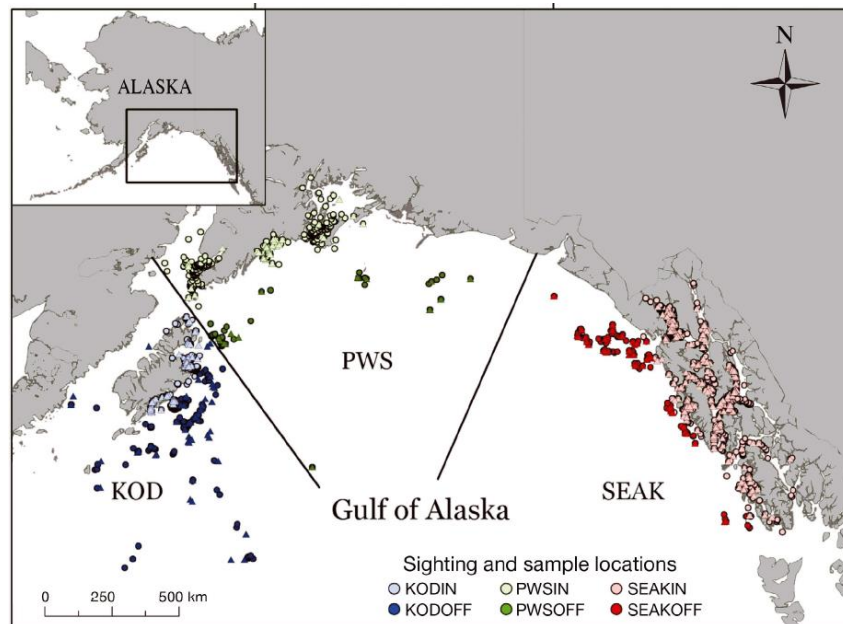 ALASKA
N
PWS
KOD
SEAK
Gulf of Alaska
Sighting and sample locations
KODIN PWSIN SEAKIN
KODOFF PWSOFF SEAKOFF
0 250 500 km